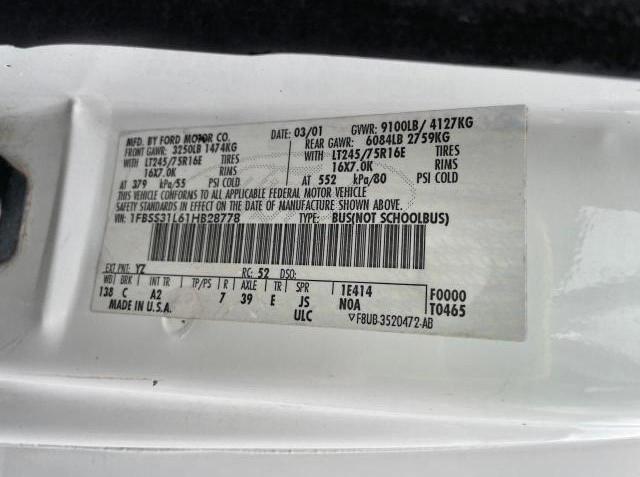 MFD. BY FORD MOTOR CO. DATE: 03/01 GVWR: 9100LB/ 4127KG
FRONT GAWR: 3250LB 1474KG REAR GAWR: 6084LB 2759KG
WITH LT245/75R16E TIRES WITH LT245/75R16E TIRES
16X7.0K RIMS 16X7.0K RIMS
AT 379 kPa/55 PSI COLD AT 552 kPa/80 PSI COLD
THIS VEHICLE CONFORMS TO ALL APPLICABLE FEDERAL MOTOR VEHICLE
SAFETY STANDARDS IN EFFECT ON THE DATE OF MANUFACTURE SHOWN ABOVE.
VIN: 1FBSS31L61HB28778 TYPE: BUS(NOT SCHOOLBUS)
EXT PNT: YZ RC: 52 DSO:
WB BRK INT TR TP/PS R AXLE TR SPR 1E414 F0000
138 C A2 7 39 E JS N0A T0465
MADE IN U.S.A. ULC ▽F8UB-3520472-AB